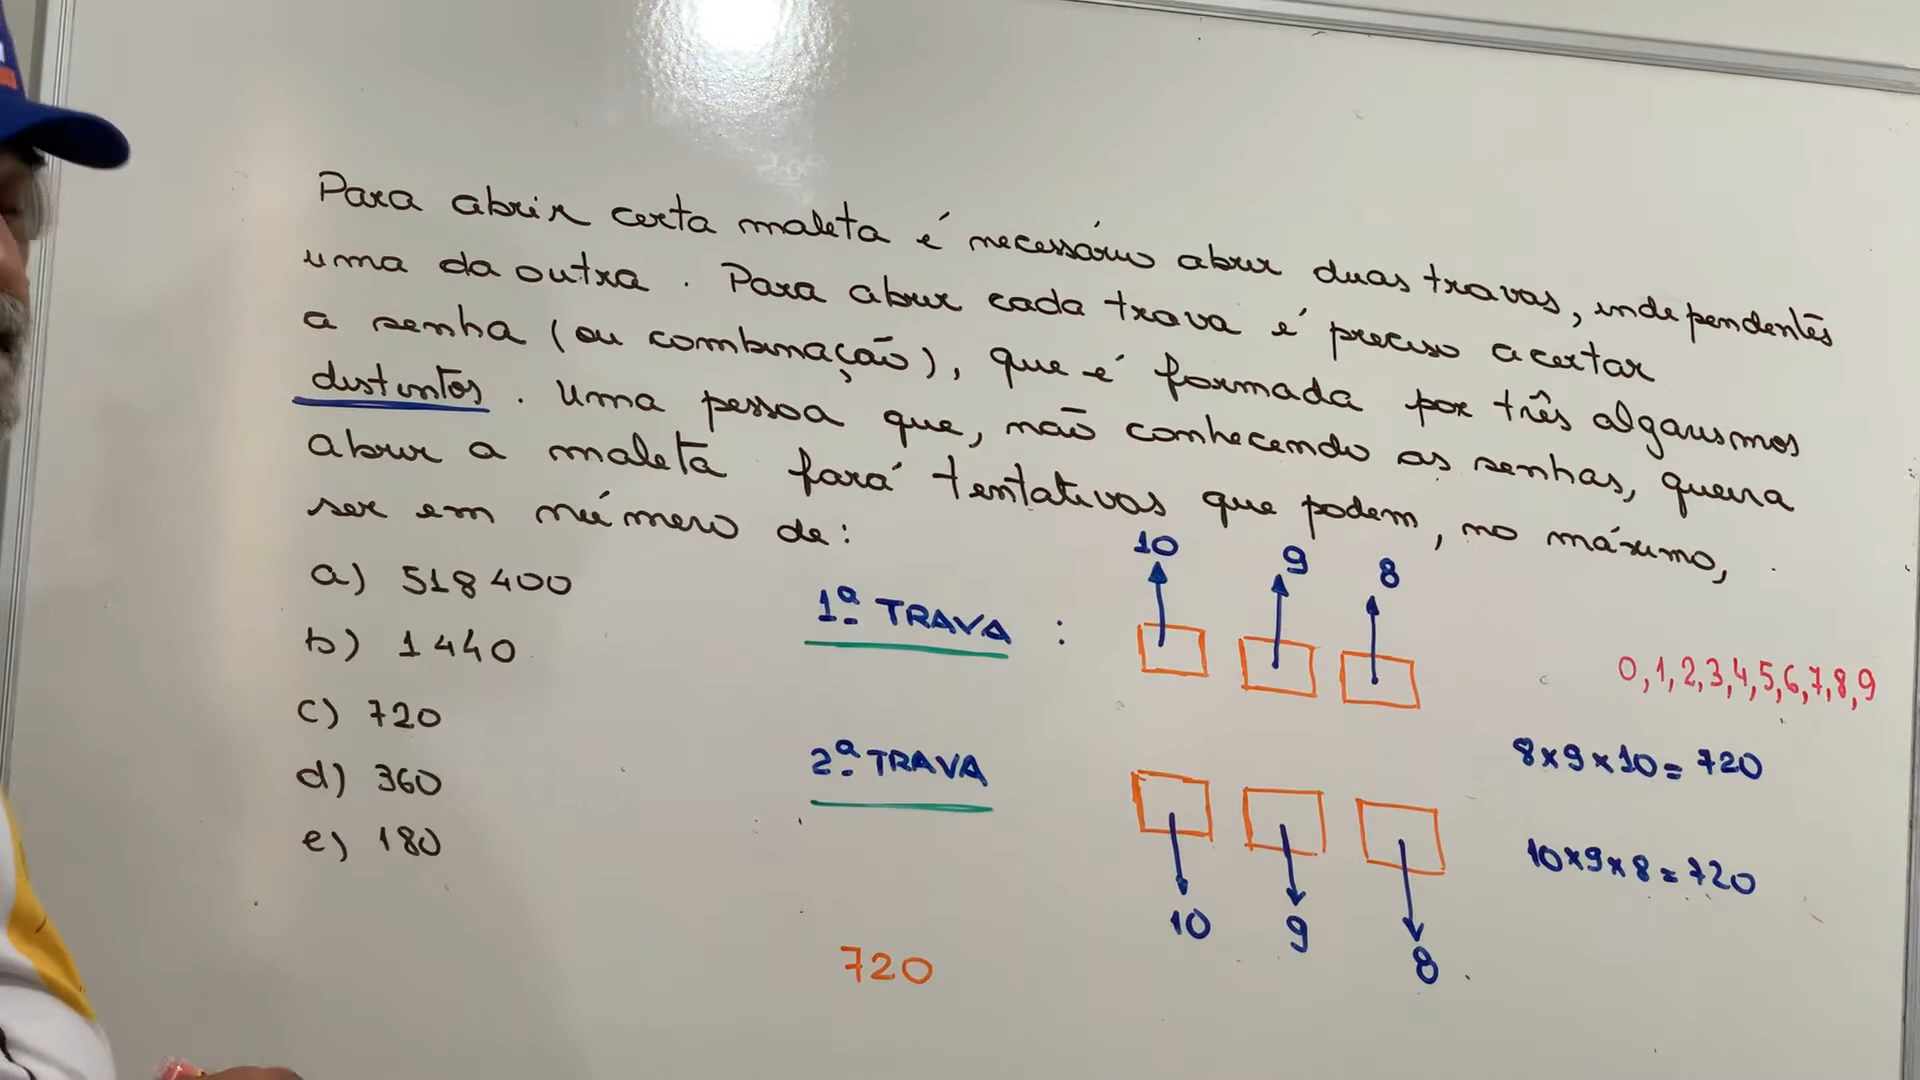 Para abrir certa maleta é necessário abrir duas travas, independentes
uma da outra. Para abrir cada trava é preciso acertar
a senha (ou combinação), que é formada por três algarismos
distintos. Uma pessoa que, não conhecendo as senhas, queira
abrir a maleta fará tentativas que podem, no máximo,
ser em número de:
a) 518400
b) 1440
c) 720
d) 360
e) 180
1ª TRAVA :
10 9 8
0,1,2,3,4,5,6,7,8,9
8x9x10=720
2ª TRAVA
10 9 8
10x9x8=720
720